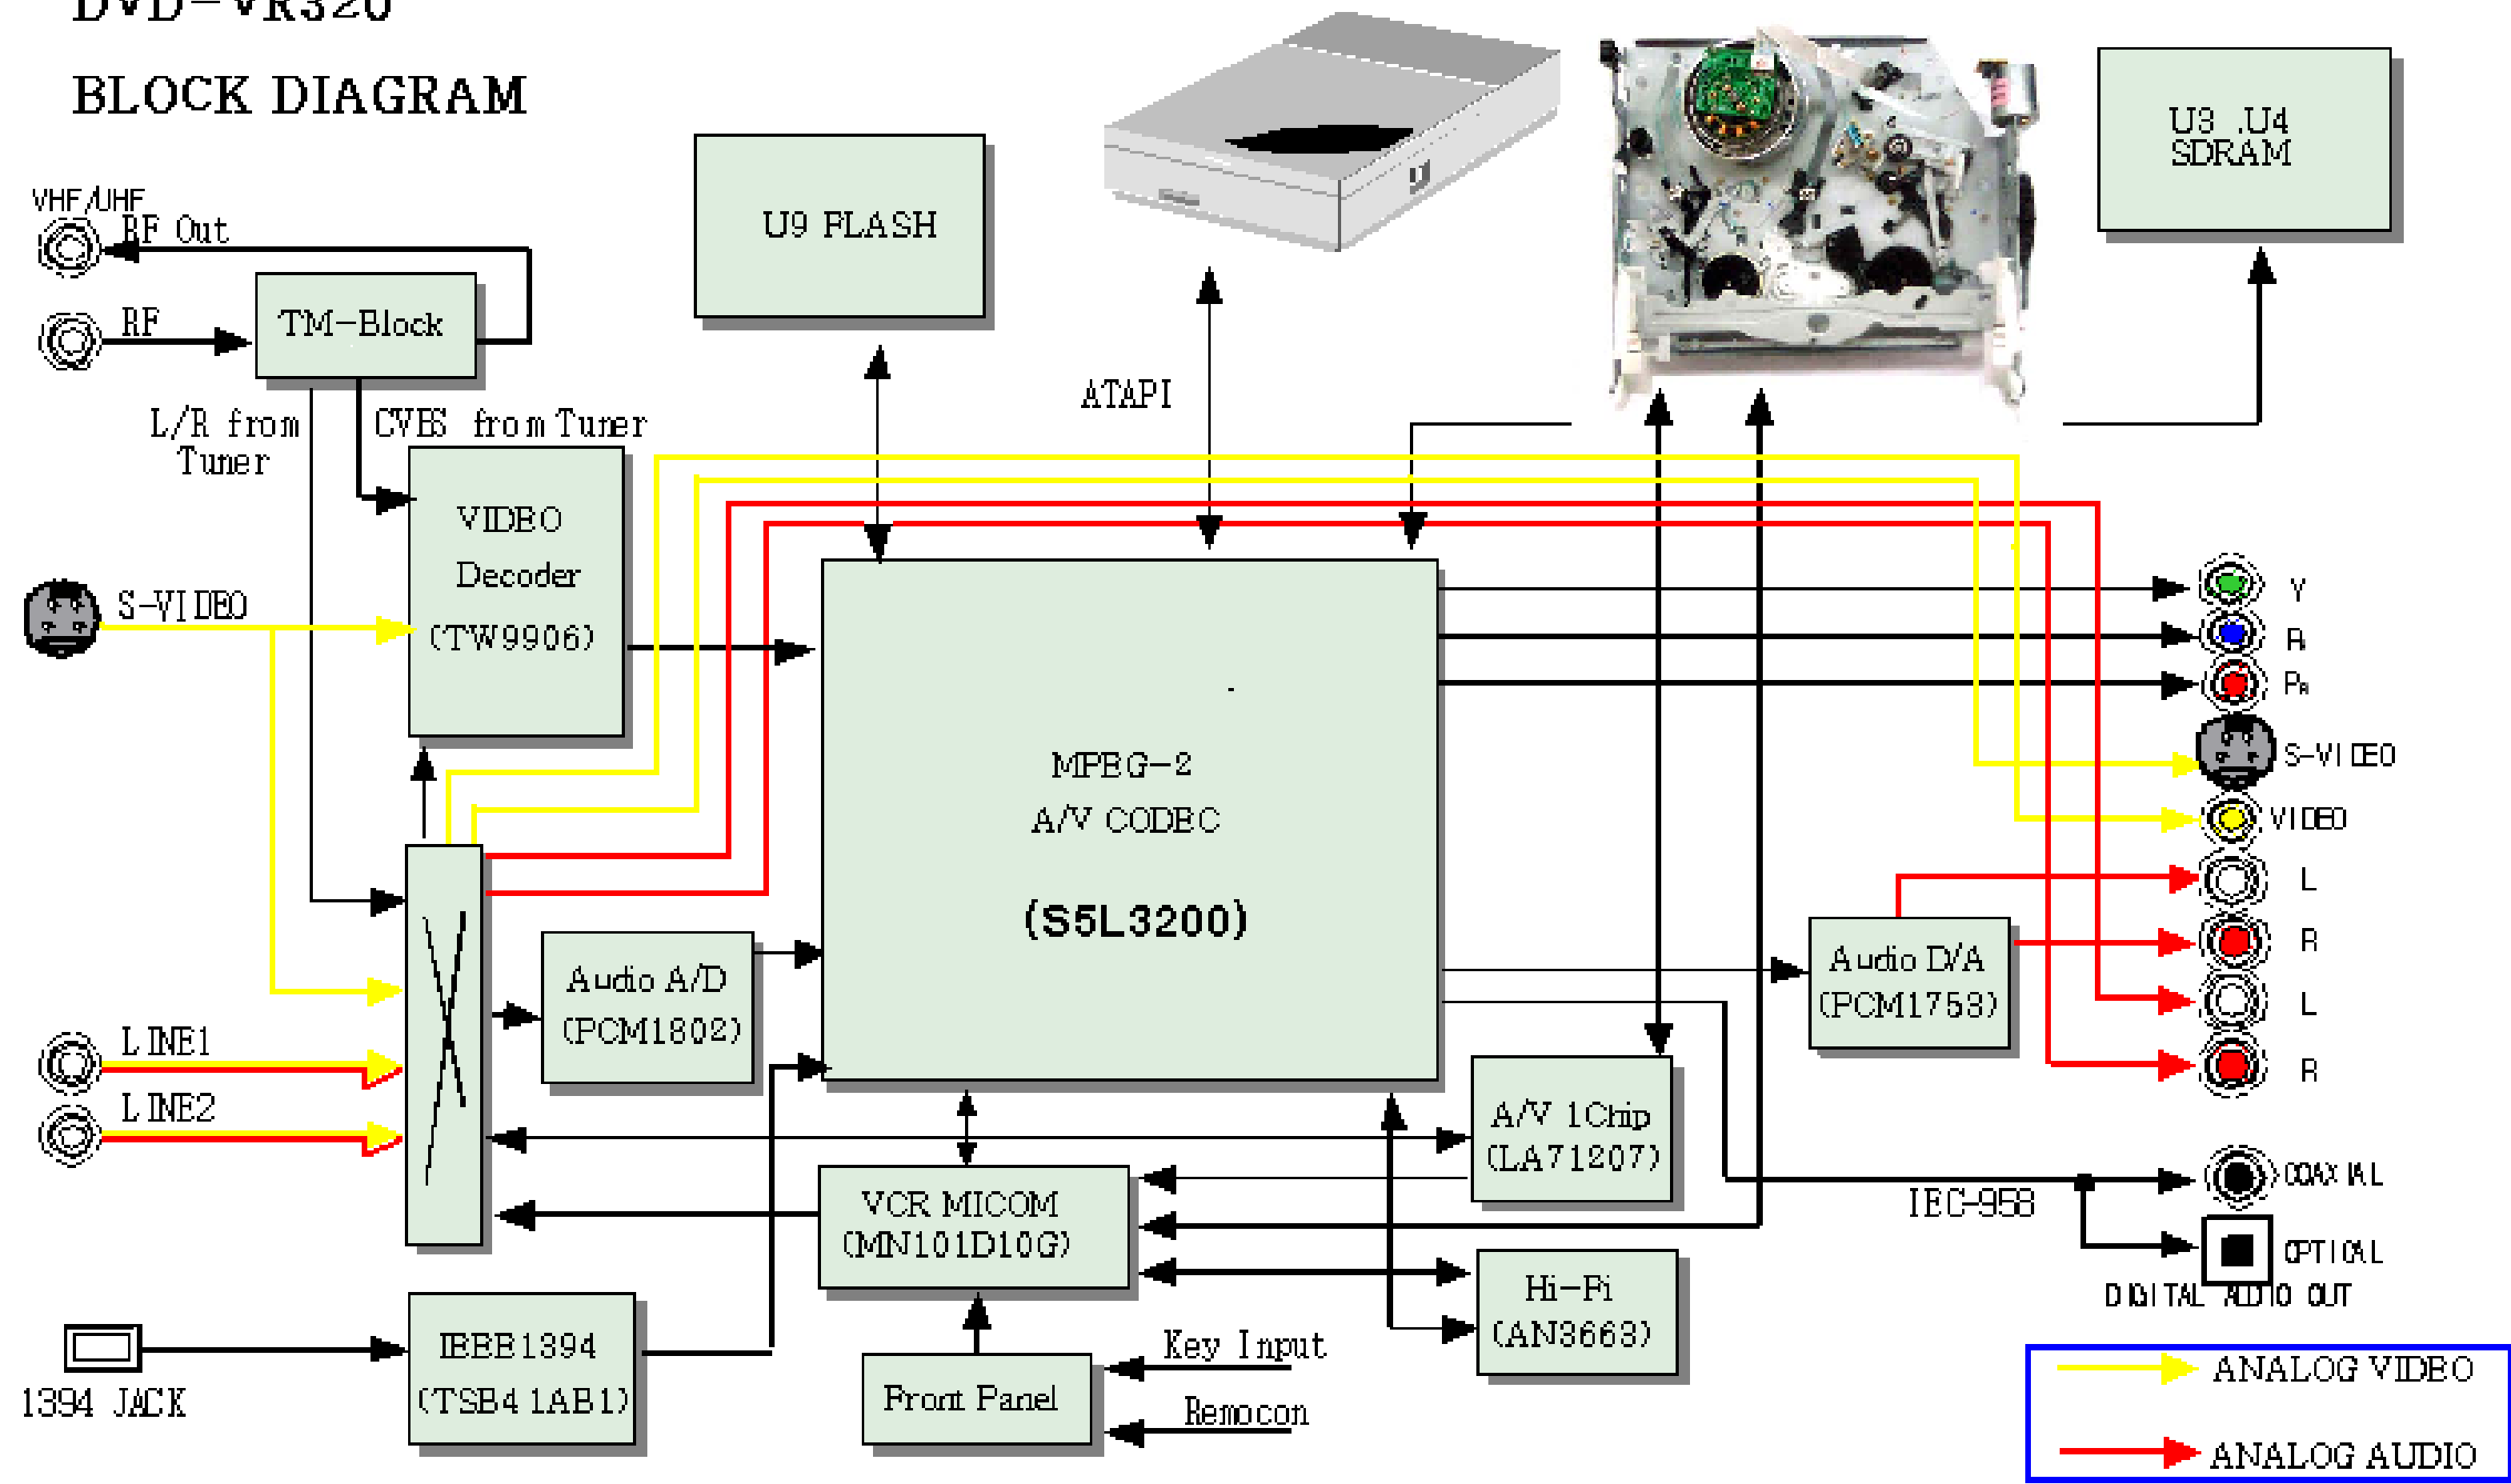 DVD-VR320
BLOCK DIAGRAM
VHF/UHF
RF Out
RF
TM-Block
U9 FLASH
U3 .U4
SDRAM
ATAPI
L/R from
Tuner
CVBS from Tuner
VIDEO
Decoder
(TW9906)
S-VIDEO
MPEG-2
A/V CODEC
(S5L3200)
Y
PR
S-VIDEO
VIDEO
L
R
L
R
Audio A/D
(PCM1802)
Audio D/A
(PCM1753)
LINE1
LINE2
A/V 1Chip
(LA71207)
VCR MICOM
(MN101D10G)
IEC-958
COAXIAL
OPTICAL
DIGITAL AUDIO OUT
Hi-Fi
(AN3663)
IEEE1394
(TSB41AB1)
1394 JACK
Front Panel
Key Input
Remocon
ANALOG VIDEO
ANALOG AUDIO